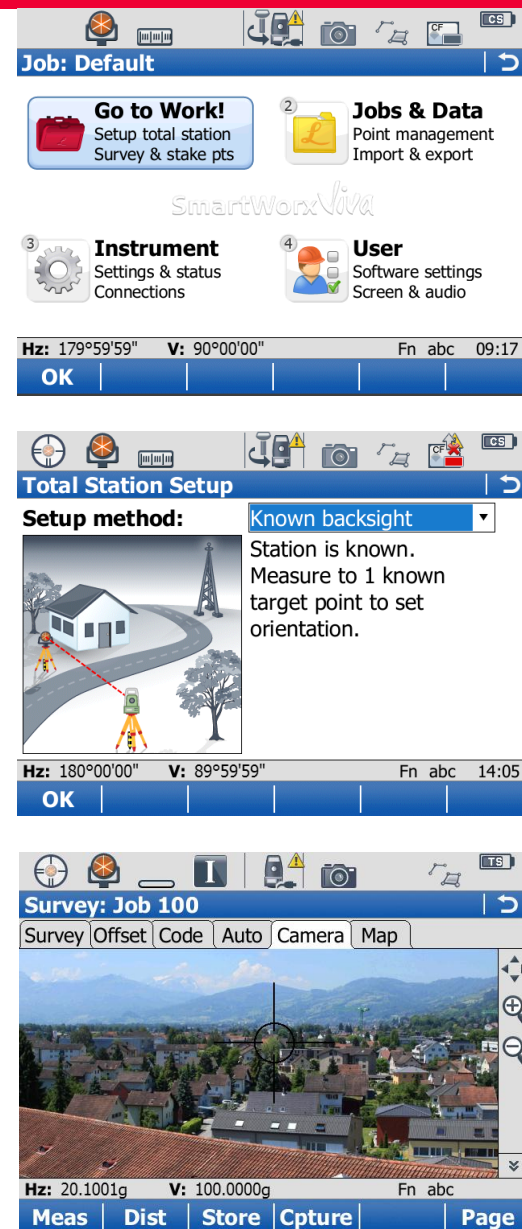 CF
CS
Job: Default
Go to Work!
Setup total station
Survey & stake pts
2
Jobs & Data
Point management
Import & export
SmartWorx Viva
3
Instrument
Settings & status
Connections
4
User
Software settings
Screen & audio
Hz: 179°59'59" V: 90°00'00" Fn abc 09:17
OK
CF
CS
Total Station Setup
Setup method: Known backsight
Station is known.
Measure to 1 known
target point to set
orientation.
Hz: 180°00'00" V: 89°59'59" Fn abc 14:05
OK
I
TS
Survey: Job 100
Survey Offset Code Auto Camera Map
Hz: 20.1001g V: 100.0000g Fn abc
Meas Dist Store Cpture Page